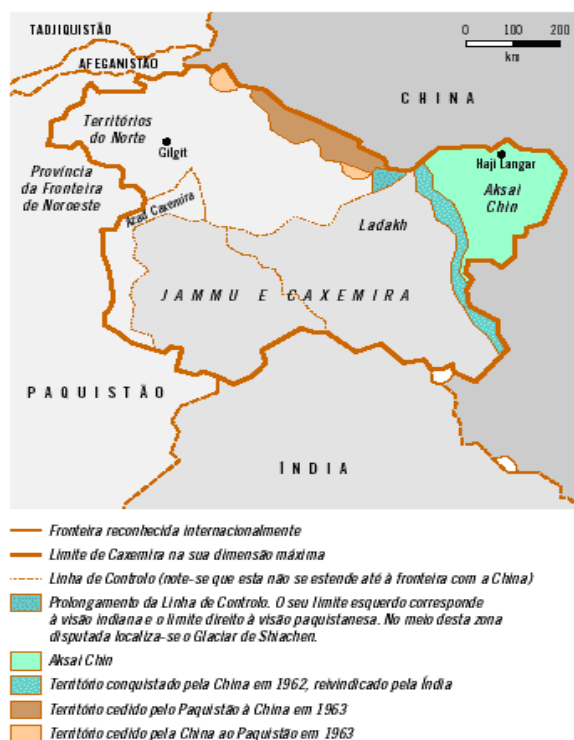 TADJIQUISTÃO
AFEGANISTÃO
0 100 200
km
CHINA
Territórios
do Norte
Gilgit
Haji Langar
Província
da Fronteira
de Noroeste
Aksai
Chin
Azad Caxemira
Ladakh
JAMMU E CAXEMIRA
PAQUISTÃO
ÍNDIA
Fronteira reconhecida internacionalmente
Limite de Caxemira na sua dimensão máxima
Linha de Controlo (note-se que esta não se estende até à fronteira com a China)
Prolongamento da Linha de Controlo. O seu limite esquerdo corresponde
à visão indiana e o limite direito à visão paquistanesa. No meio desta zona
disputada localiza-se o Glaciar de Shiachen.
Aksai Chin
Território conquistado pela China em 1962, reivindicado pela Índia
Território cedido pelo Paquistão à China em 1963
Território cedido pela China ao Paquistão em 1963